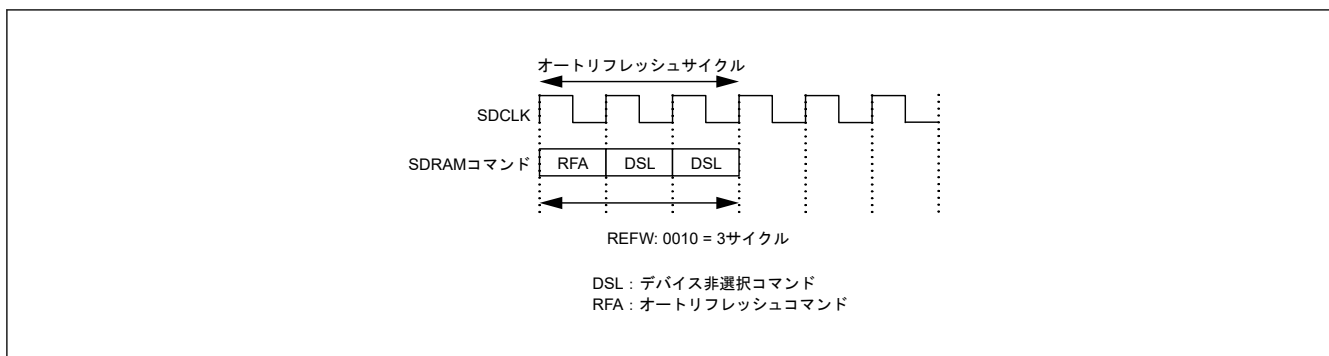 オートリフレッシュサイクル
SDCLK
SDRAMコマンド RFA DSL DSL
REFW: 0010 = 3サイクル
DSL：デバイス非選択コマンド
RFA：オートリフレッシュコマンド